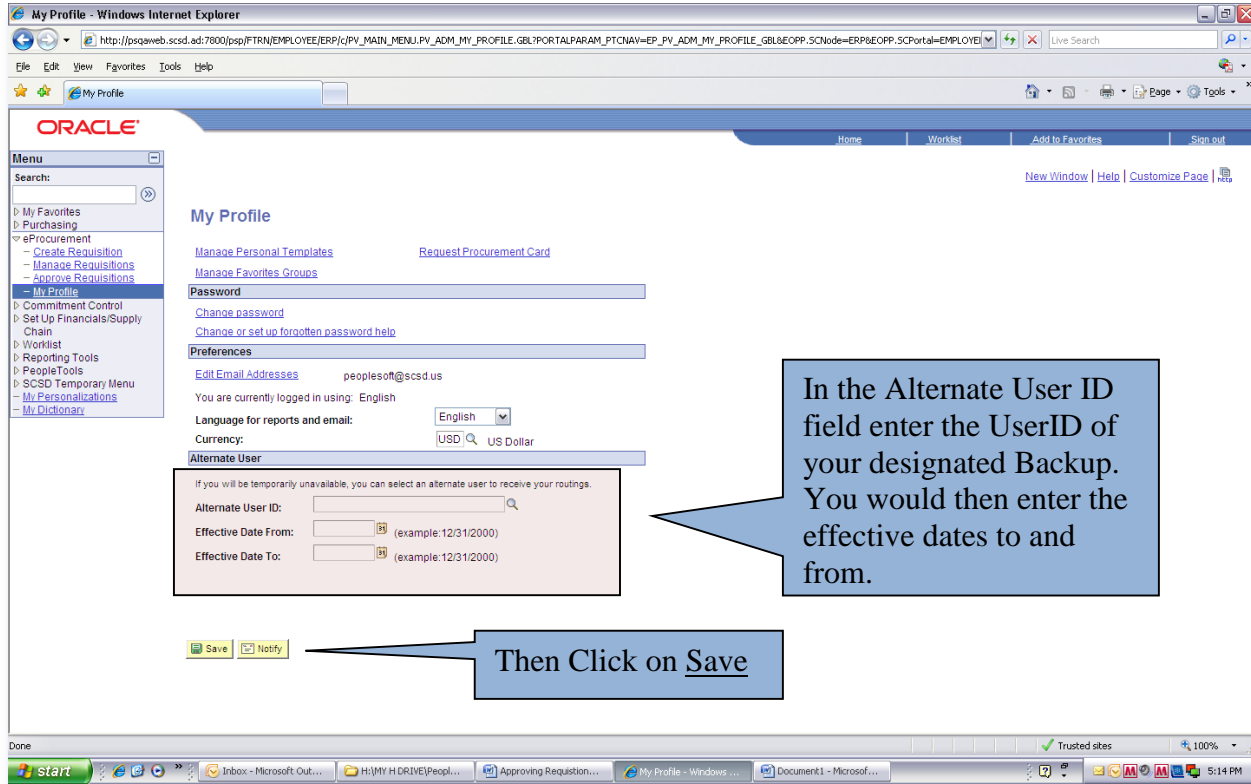 My Profile - Windows Internet Explorer
http://psqaweb.scsd.ad:7800/psp/FTRN/EMPLOYEE/ERP/c/PV_MAIN_MENU.PV_ADM_MY_PROFILE.GBL?PORTALPARAM_PTCNAV=EP_PV_ADM_MY_PROFILE_GBL&EOPP.SCNode=ERP&EOPP.SCPortal=EMPLOYEI
Live Search
File Edit View Favorites Tools Help
My Profile
Page Tools
ORACLE
Home Worklist Add to Favorites Sign out
New Window | Help | Customize Page | http
Menu
Search:
My Favorites
Purchasing
eProcurement
– Create Requisition
– Manage Requisitions
– Approve Requisitions
– My Profile
Commitment Control
Set Up Financials/Supply
Chain
Worklist
Reporting Tools
PeopleTools
SCSD Temporary Menu
– My Personalizations
– My Dictionary
My Profile
Manage Personal Templates Request Procurement Card
Manage Favorites Groups
Password
Change password
Change or set up forgotten password help
Preferences
Edit Email Addresses peoplesoft@scsd.us
You are currently logged in using: English
Language for reports and email: English
Currency: USD US Dollar
Alternate User
If you will be temporarily unavailable, you can select an alternate user to receive your routings.
Alternate User ID:
Effective Date From: 31 (example:12/31/2000)
Effective Date To: 31 (example:12/31/2000)
Save Notify
In the Alternate User ID
field enter the UserID of
your designated Backup.
You would then enter the
effective dates to and
from.
Then Click on Save
Done Trusted sites 100%
start Inbox - Microsoft Out... H:\MY H DRIVE\Peopl... Approving Requistion... My Profile - Windows ... Document1 - Microsof... 5:14 PM